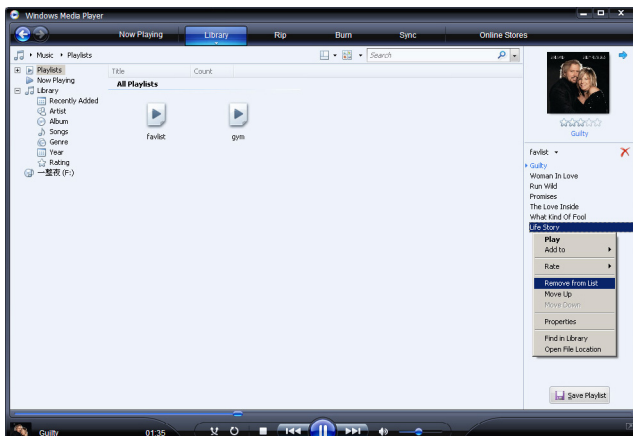 Windows Media Player
Now Playing
Library
Rip
Burn
Sync
Online Stores
Music ▸ Playlists
Search
Playlists
Now Playing
Library
Recently Added
Artist
Album
Songs
Genre
Year
Rating
一整夜 (F:)
Title Count
All Playlists
favlist
gym
Guilty
favlist
Guilty
Woman In Love
Run Wild
Promises
The Love Inside
What Kind Of Fool
Life Story
Play
Add to
Rate
Remove from List
Move Up
Move Down
Properties
Find in Library
Open File Location
Save Playlist
Guilty 01:35